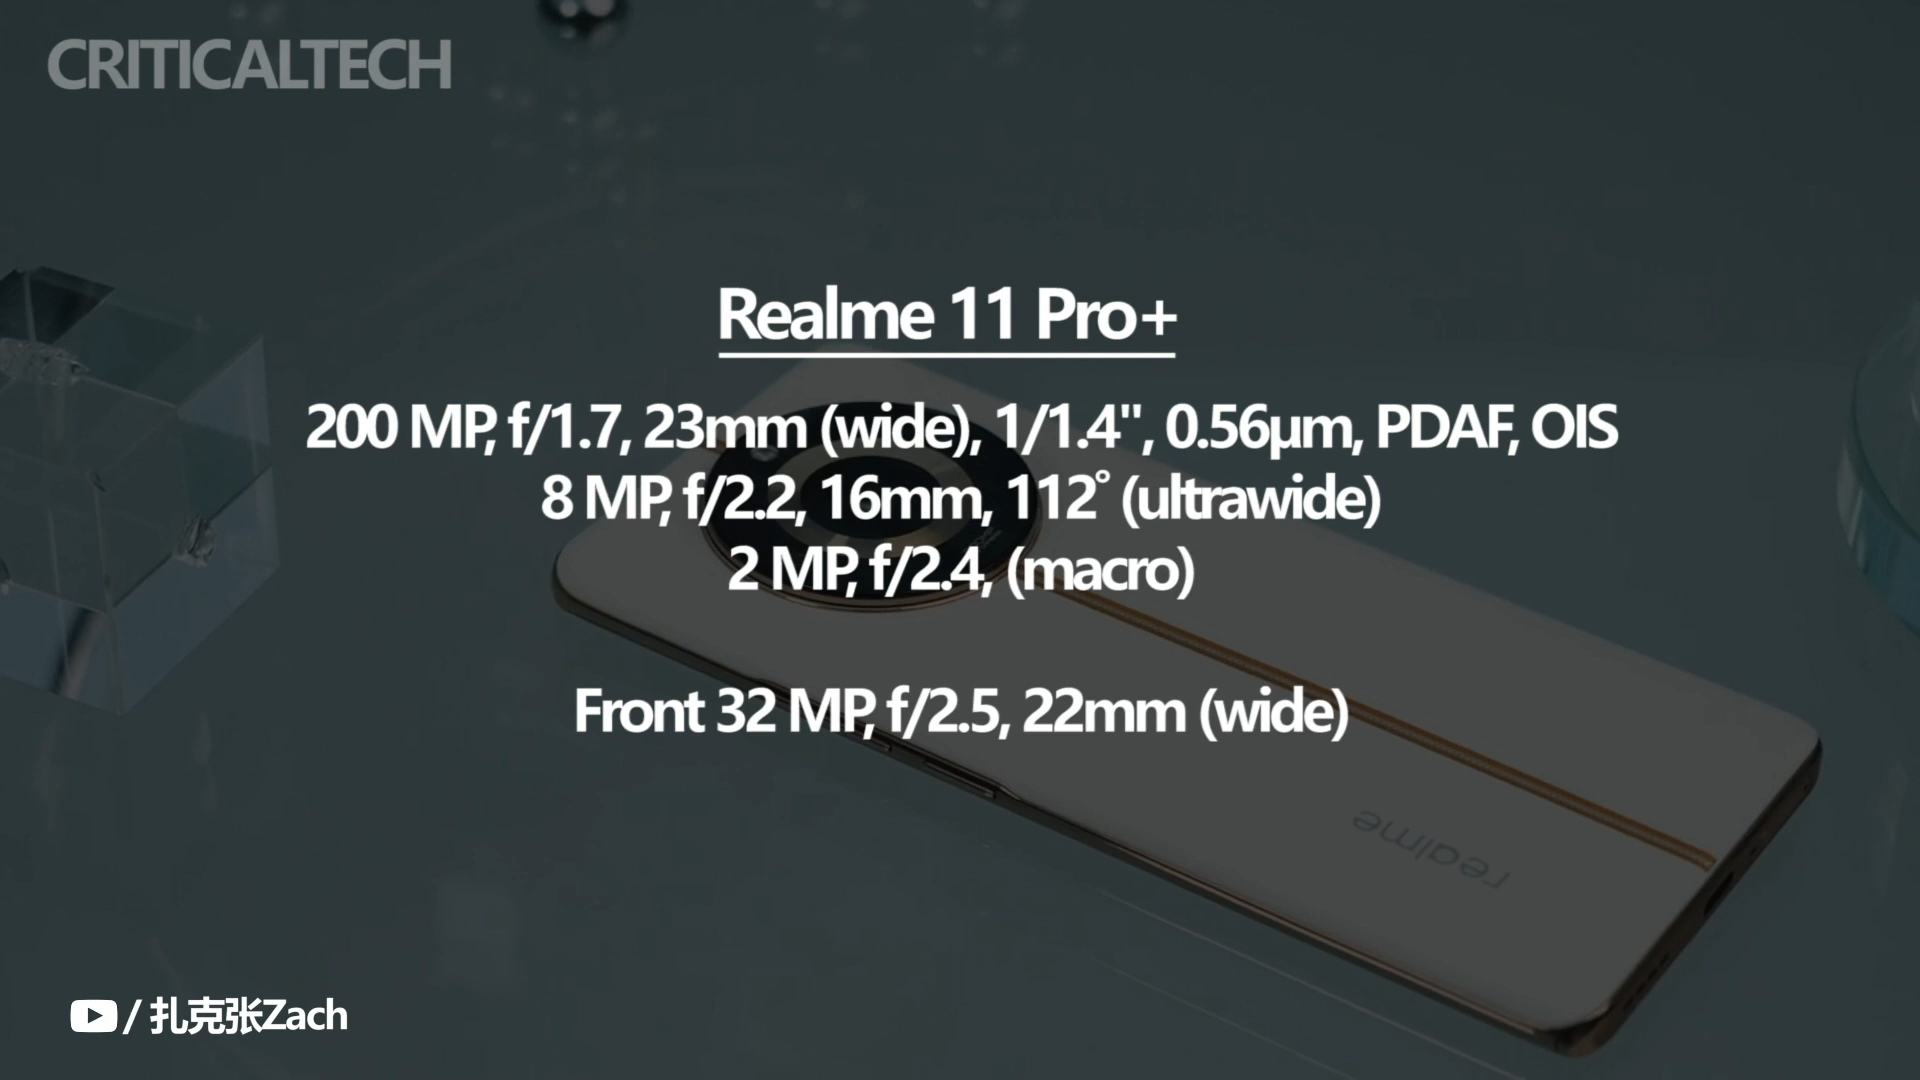 CRITICALTECH
Realme 11 Pro+
200 MP, f/1.7, 23mm (wide), 1/1.4", 0.56µm, PDAF, OIS
8 MP, f/2.2, 16mm, 112° (ultrawide)
2 MP, f/2.4, (macro)
Front 32 MP, f/2.5, 22mm (wide)
realme
/ 扎克张Zach